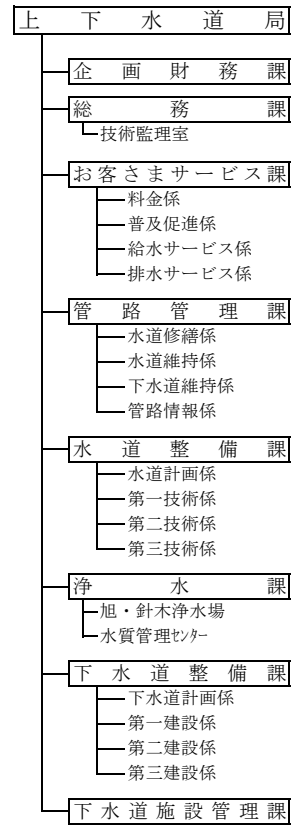 上下水道局
企画財務課
総務課
技術監理室
お客さまサービス課
料金係
普及促進係
給水サービス係
排水サービス係
管路管理課
水道修繕係
水道維持係
下水道維持係
管路情報係
水道整備課
水道計画係
第一技術係
第二技術係
第三技術係
浄水課
旭・針木浄水場
水質管理ｾﾝﾀｰ
下水道整備課
下水道計画係
第一建設係
第二建設係
第三建設係
下水道施設管理課